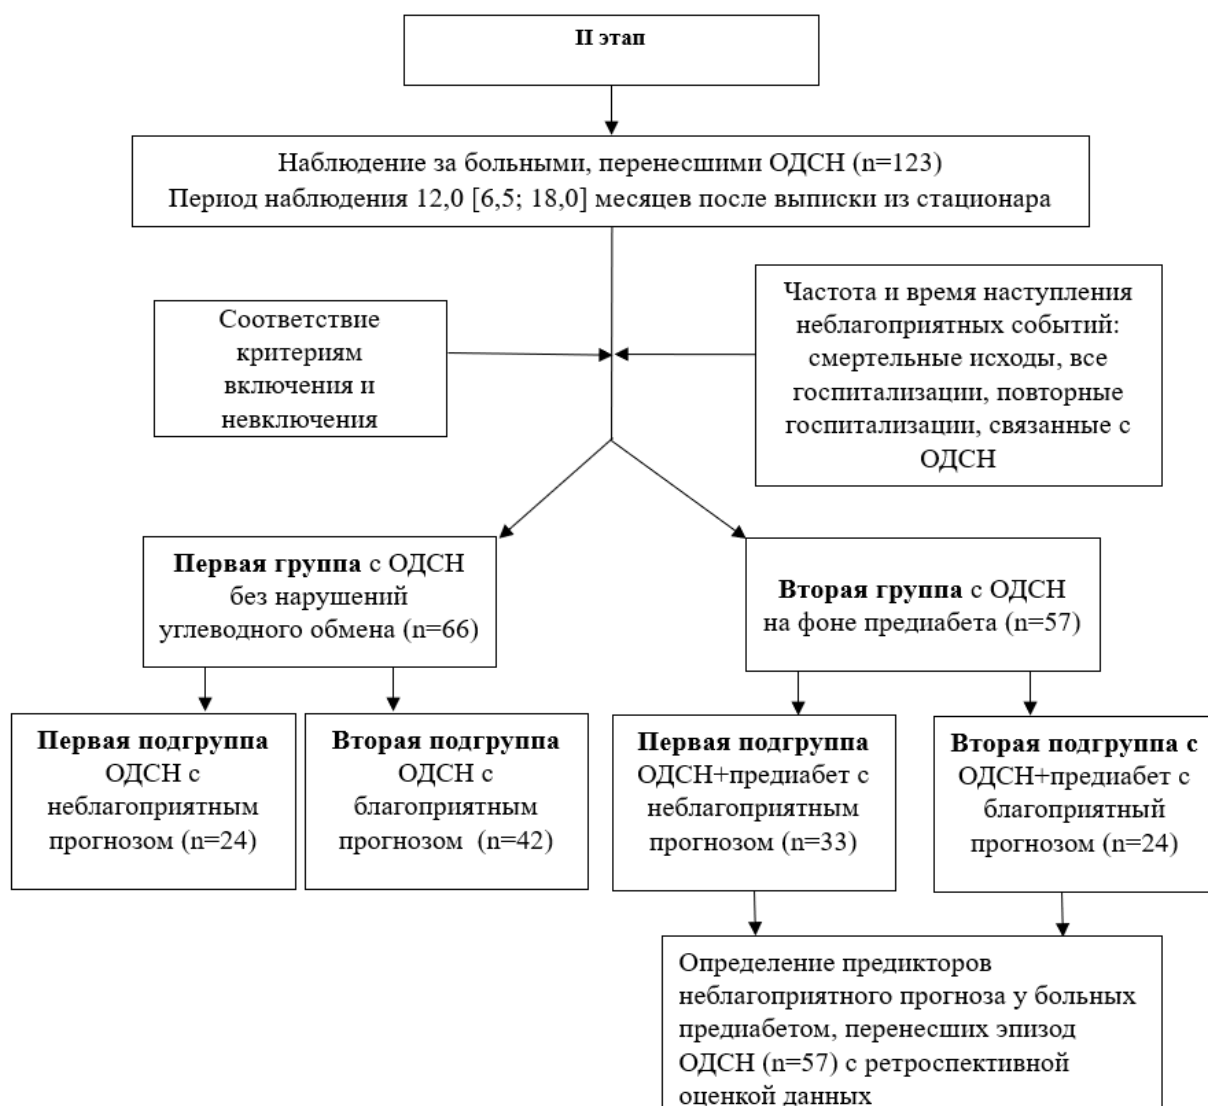 II этап
Наблюдение за больными, перенесшими ОДСН (n=123)
Период наблюдения 12,0 [6,5; 18,0] месяцев после выписки из стационара
Соответствие
критериям
включения и
невключения
Частота и время наступления
неблагоприятных событий:
смертельные исходы, все
госпитализации, повторные
госпитализации, связанные с
ОДСН
Первая группа с ОДСН
без нарушений
углеводного обмена (n=66)
Вторая группа с ОДСН
на фоне предиабета (n=57)
Первая подгруппа
ОДСН с
неблагоприятным
прогнозом (n=24)
Вторая подгруппа
ОДСН с
благоприятным
прогнозом (n=42)
Первая подгруппа
ОДСН+предиабет с
неблагоприятным
прогнозом (n=33)
Вторая подгруппа с
ОДСН+предиабет с
благоприятный
прогнозом (n=24)
Определение предикторов
неблагоприятного прогноза у больных
предиабетом, перенесших эпизод
ОДСН (n=57) с ретроспективной
оценкой данных